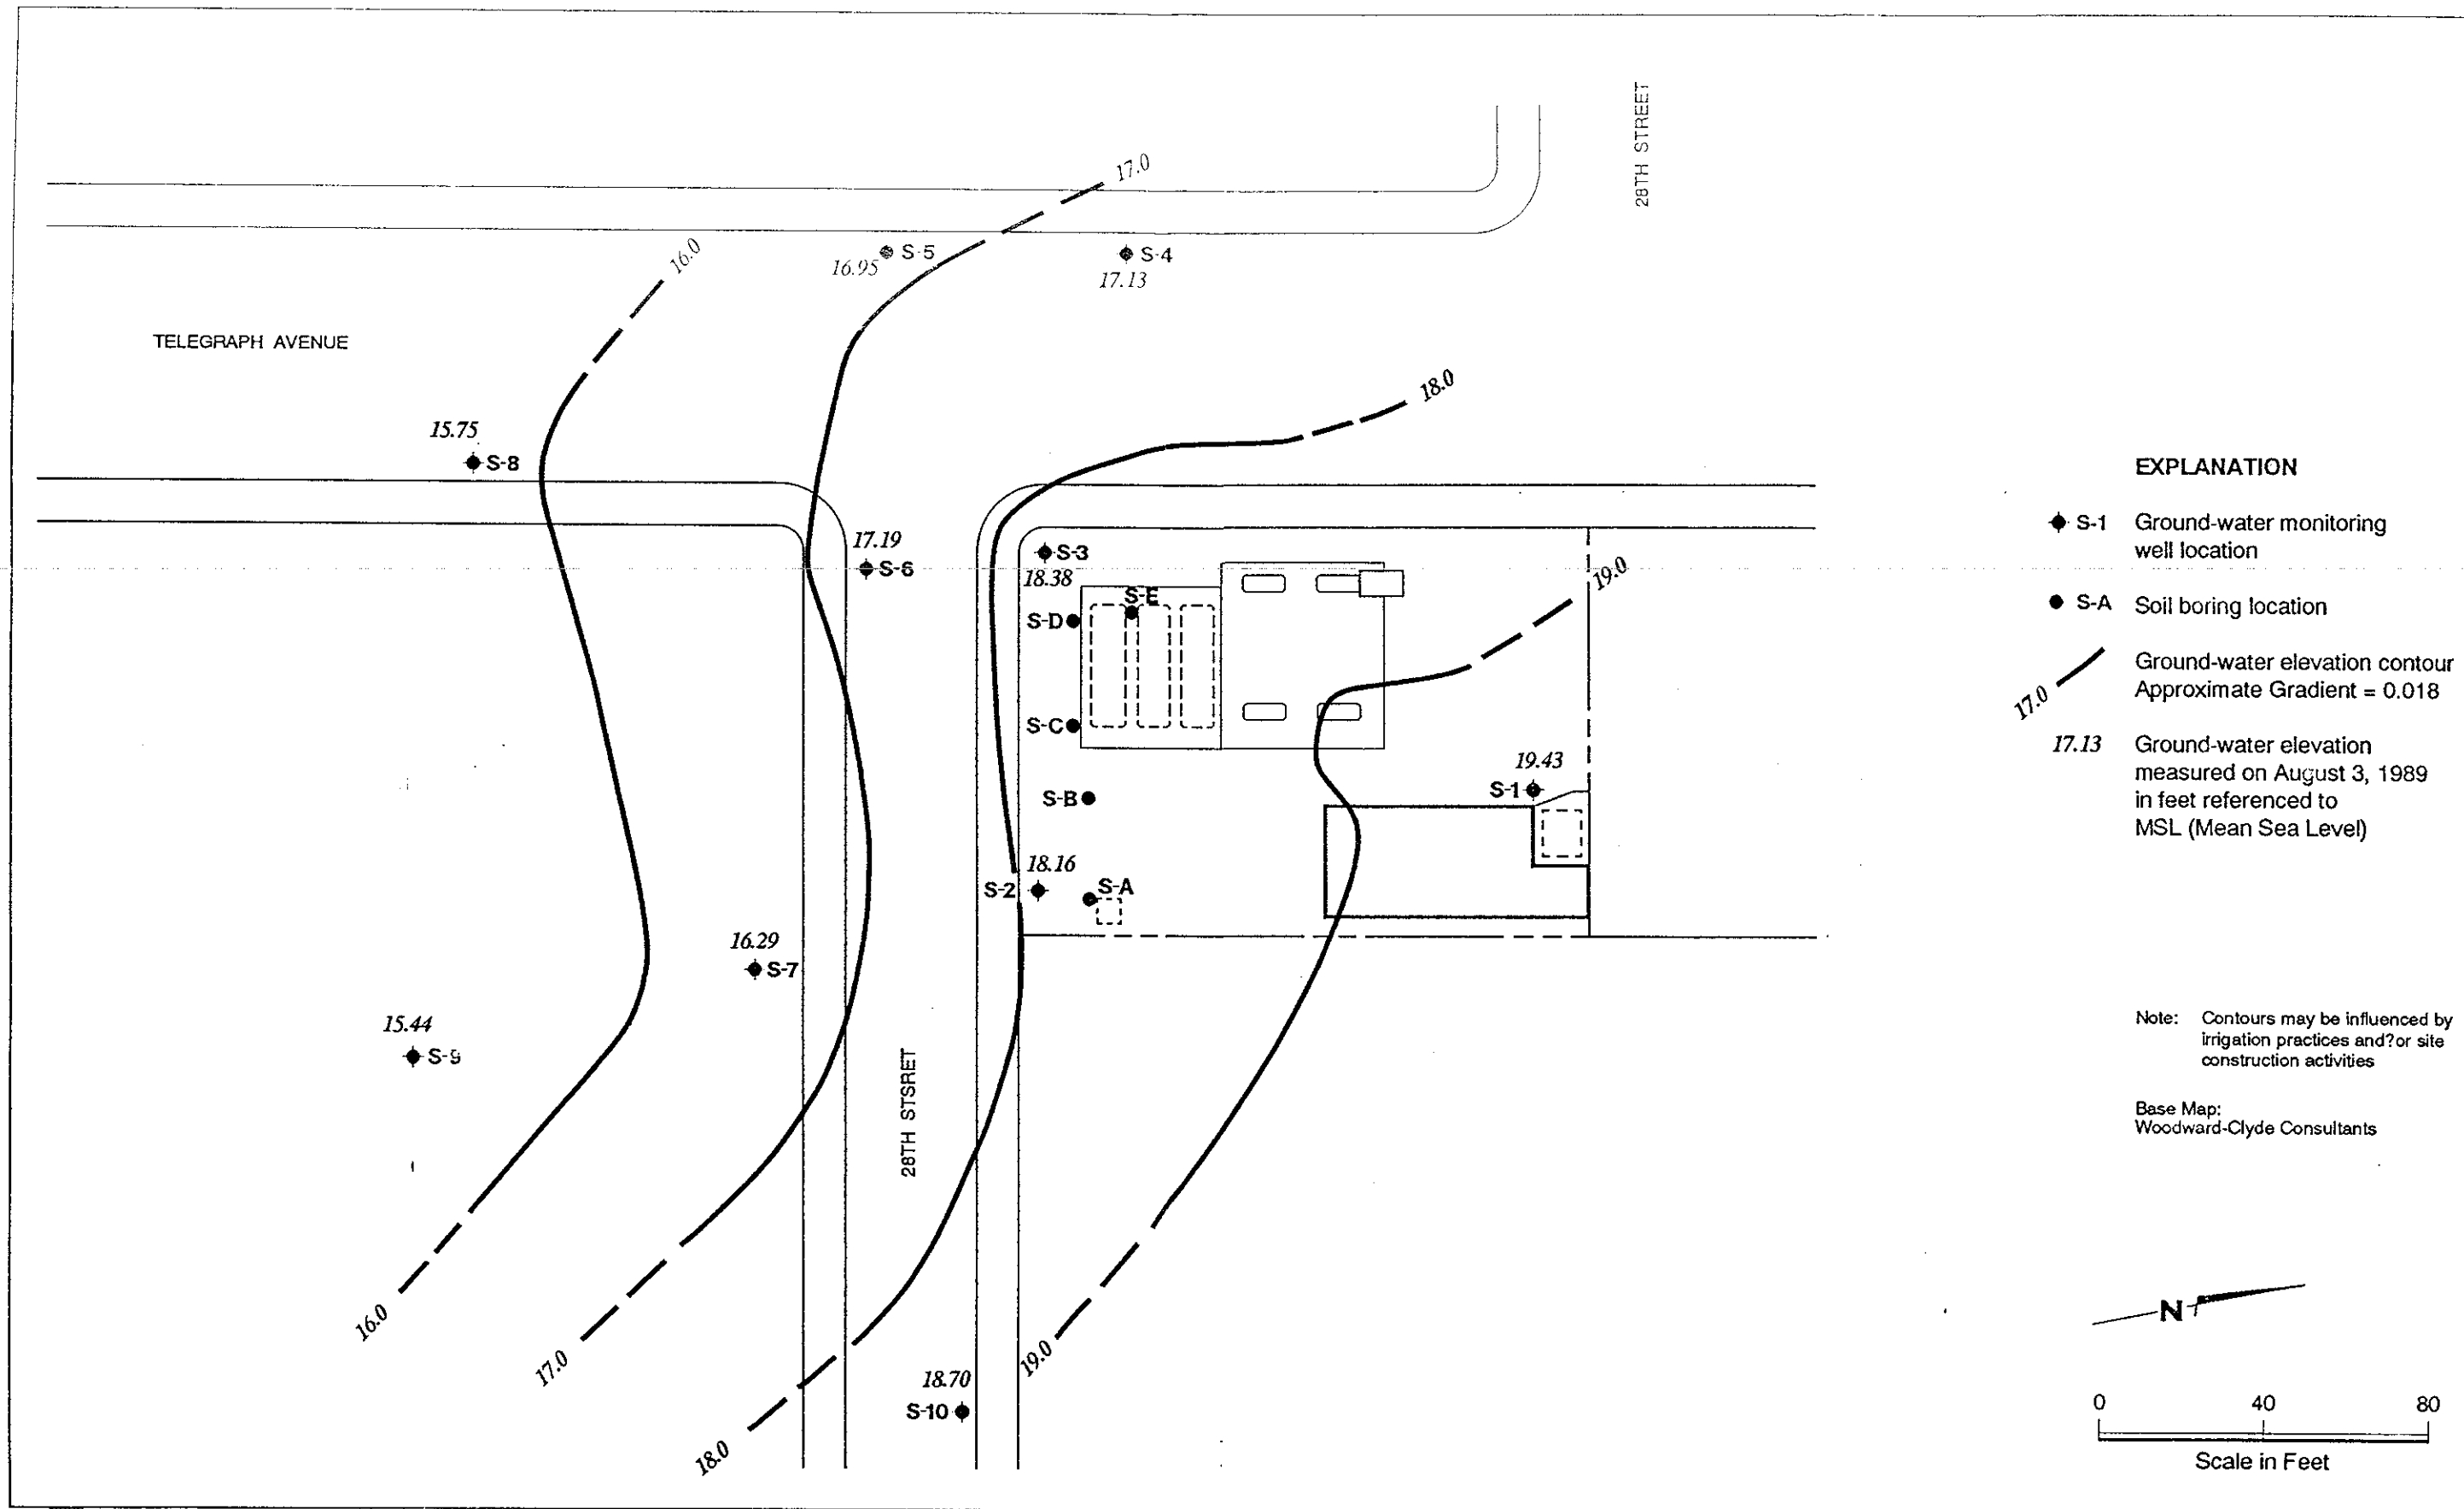 28TH STREET
17.0
16.0
S-5
16.95
S-4
17.13
TELEGRAPH AVENUE
18.0
15.75
S-8
17.19
S-6
S-3
18.38
S-E
S-D
19.0
S-C
S-B
19.43
S-1
18.16
S-2
S-A
16.29
S-7
15.44
S-9
28TH STSRET
16.0
17.0
18.0
19.0
18.70
S-10
EXPLANATION
S-1 Ground-water monitoring
well location
S-A Soil boring location
Ground-water elevation contour
Approximate Gradient = 0.018
17.0
17.13 Ground-water elevation
measured on August 3, 1989
in feet referenced to
MSL (Mean Sea Level)
Note: Contours may be influenced by
irrigation practices and?or site
construction activities
Base Map:
Woodward-Clyde Consultants
N
0 40 80
Scale in Feet